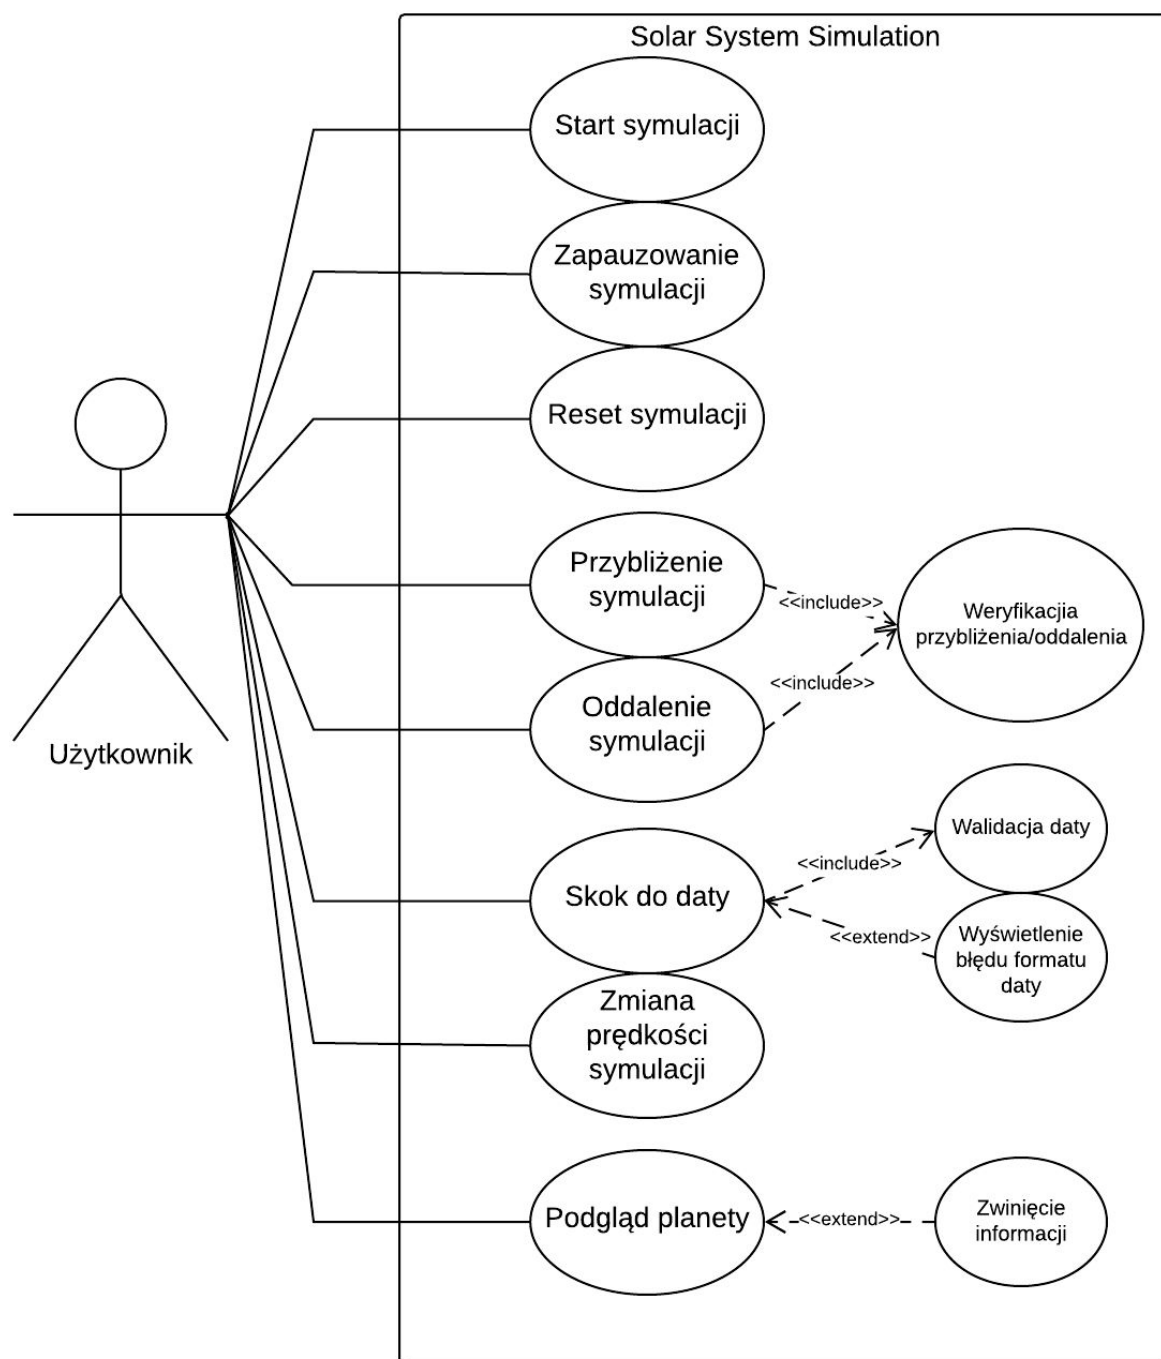 Solar System Simulation
Start symulacji
Zapauzowanie
symulacji
Reset symulacji
Przybliżenie
symulacji
<<include>>
Weryfikacjia
przybliżenia/oddalenia
<<include>>
Oddalenie
symulacji
Użytkownik
Walidacja daty
<<include>>
Skok do daty
<<extend>>
Wyświetlenie
błędu formatu
daty
Zmiana
prędkości
symulacji
Podgląd planety
<<extend>>
Zwinięcie
informacji